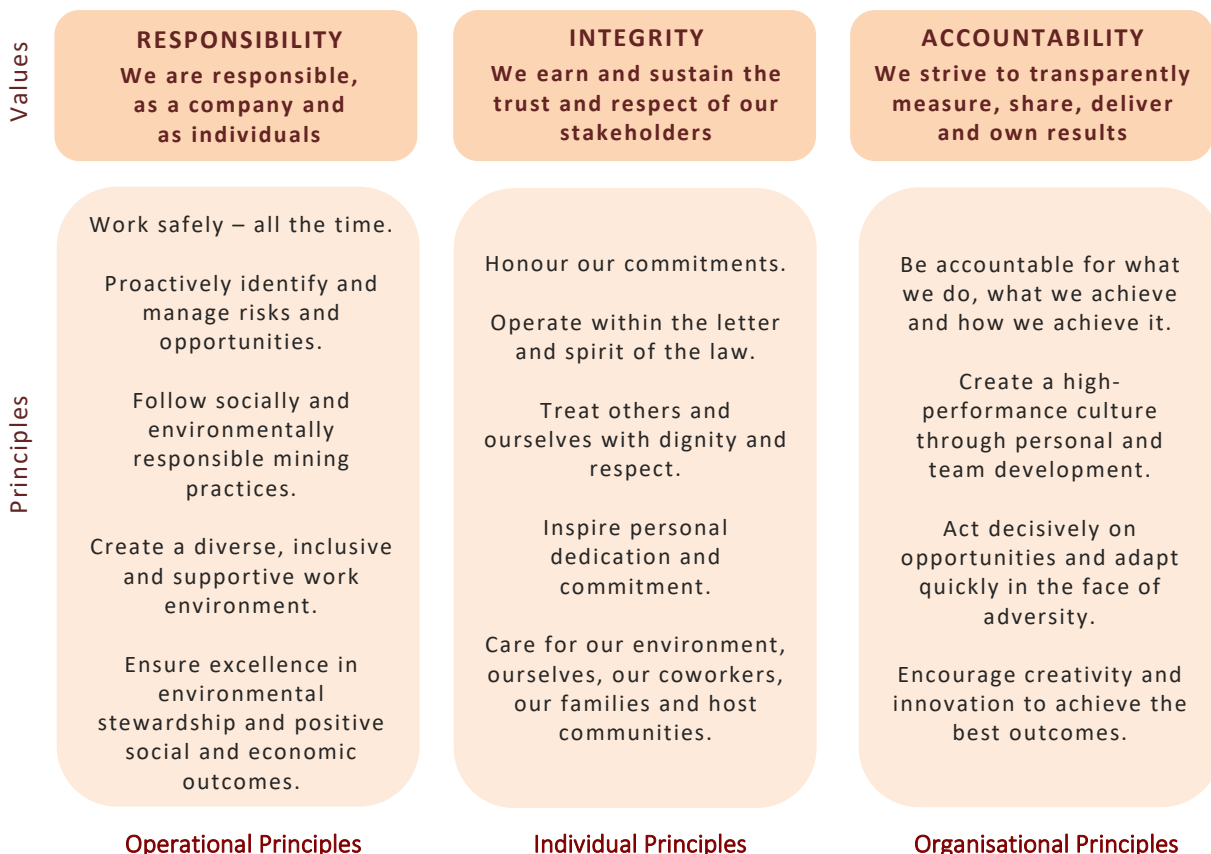 Values
RESPONSIBILITY
We are responsible,
as a company and
as individuals
INTEGRITY
We earn and sustain the
trust and respect of our
stakeholders
ACCOUNTABILITY
We strive to transparently
measure, share, deliver
and own results
Principles
Work safely – all the time.
Proactively identify and
manage risks and
opportunities.
Follow socially and
environmentally
responsible mining
practices.
Create a diverse, inclusive
and supportive work
environment.
Ensure excellence in
environmental
stewardship and positive
social and economic
outcomes.
Honour our commitments.
Operate within the letter
and spirit of the law.
Treat others and
ourselves with dignity and
respect.
Inspire personal
dedication and
commitment.
Care for our environment,
ourselves, our coworkers,
our families and host
communities.
Be accountable for what
we do, what we achieve
and how we achieve it.
Create a high-
performance culture
through personal and
team development.
Act decisively on
opportunities and adapt
quickly in the face of
adversity.
Encourage creativity and
innovation to achieve the
best outcomes.
Operational Principles
Individual Principles
Organisational Principles